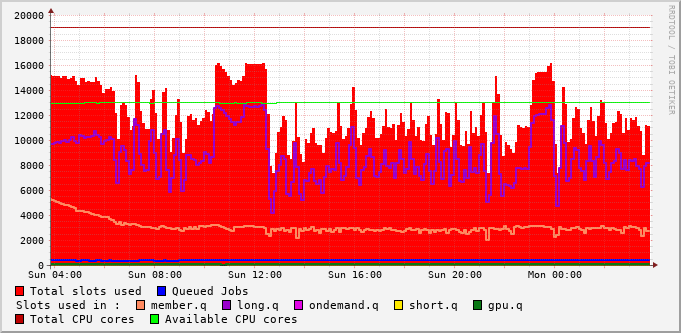 20000
18000
16000
14000
12000
10000
8000
6000
4000
2000
0
Sun 04:00 Sun 08:00 Sun 12:00 Sun 16:00 Sun 20:00 Mon 00:00
RRDTOOL / TOBI OETIKER
Total slots used Queued Jobs
Slots used in : member.q long.q ondemand.q short.q gpu.q
Total CPU cores Available CPU cores